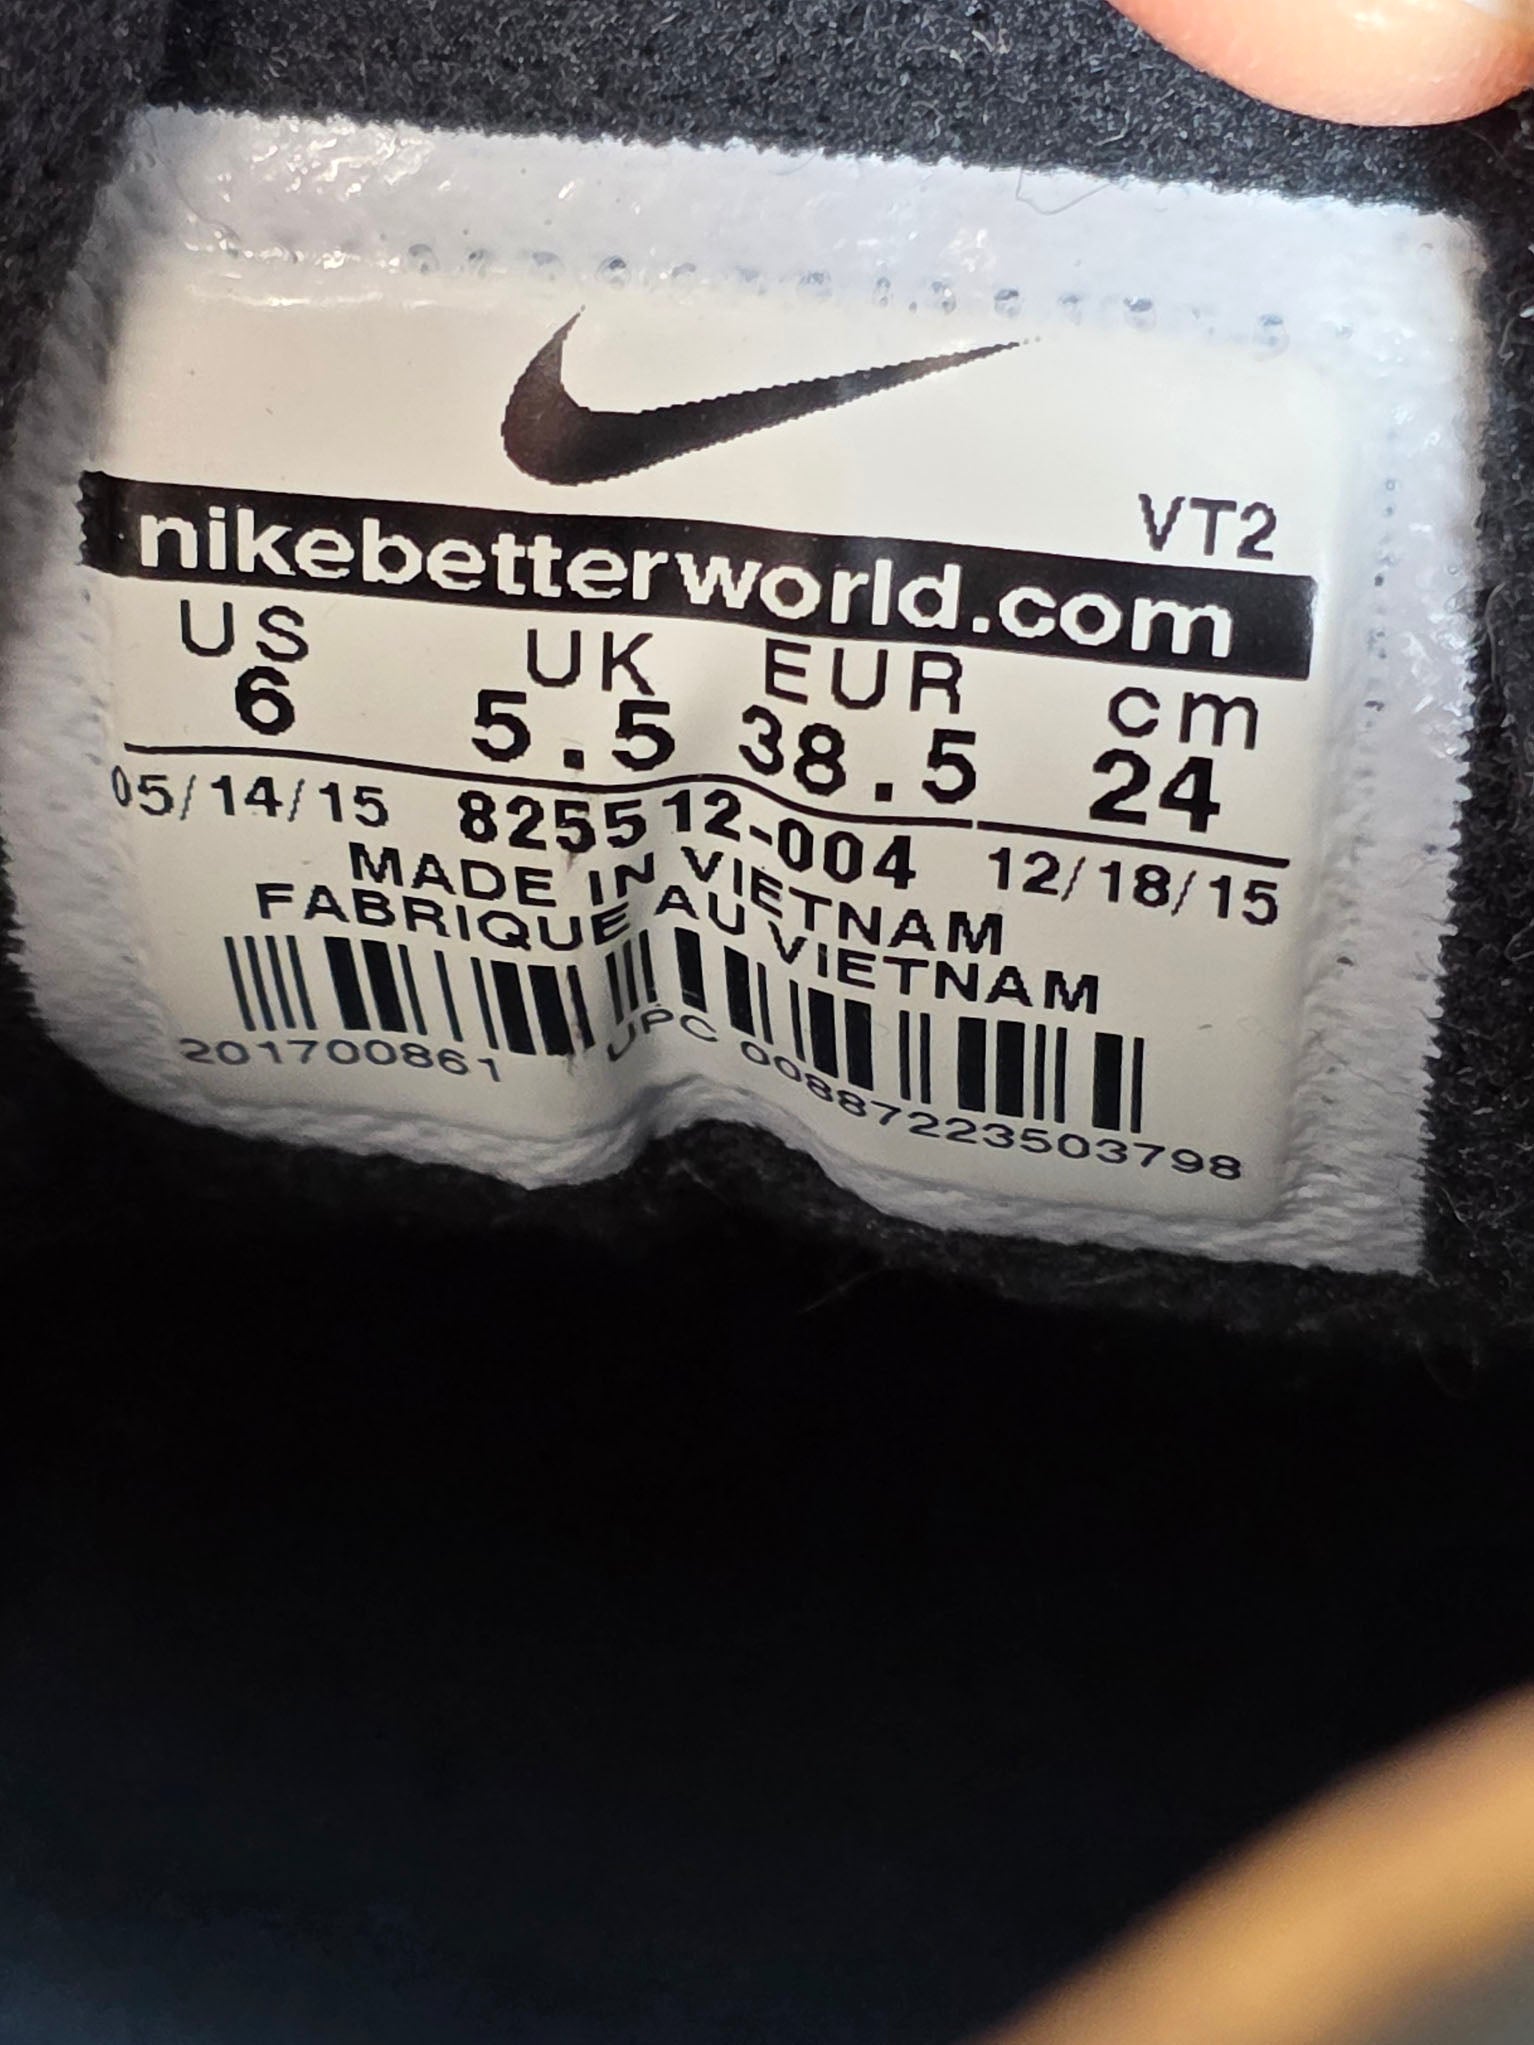 VT2
nikebetterworld.com
US UK EUR cm
6 5.5 38.5 24
05/14/15 825512-004 12/18/15
MADE IN VIETNAM
FABRIQUE AU VIETNAM
201700861 UPC 00887223503798